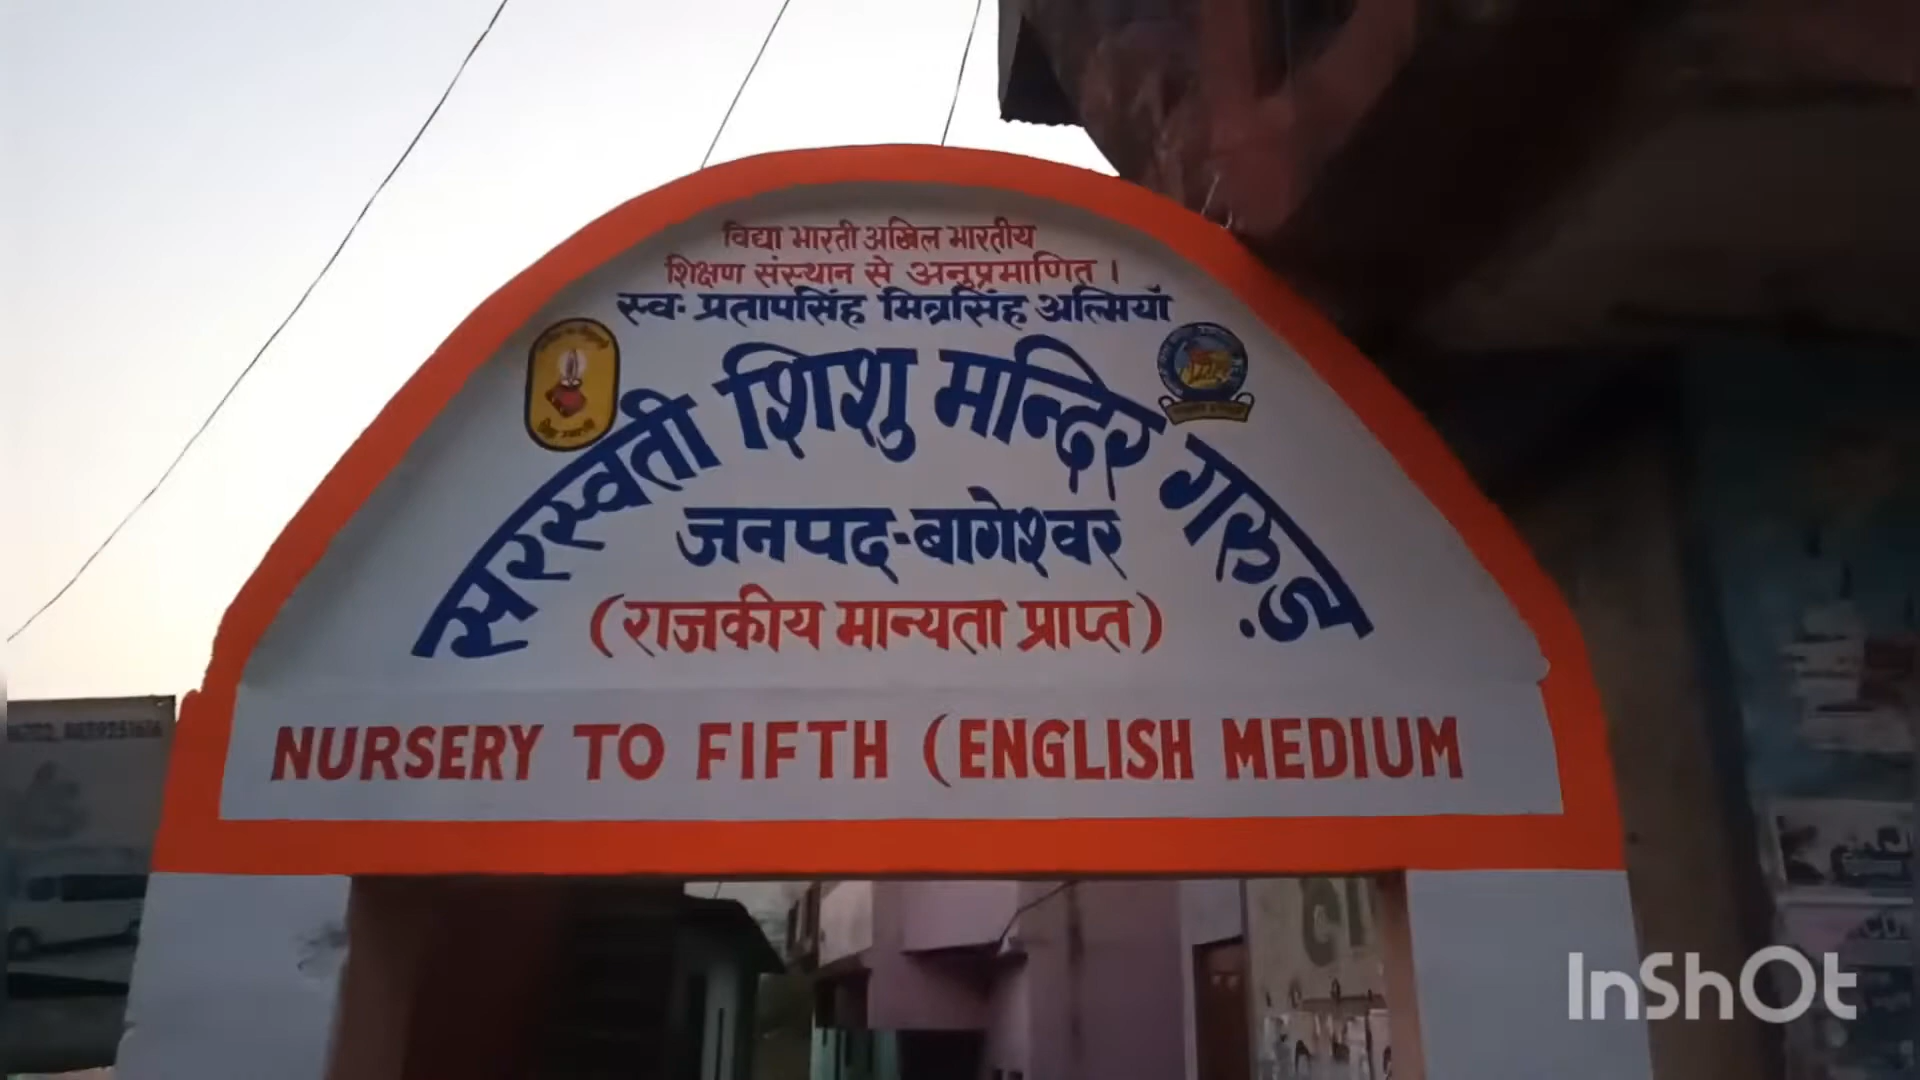 विद्या भारती अखिल भारतीय
शिक्षण संस्थान से अनुप्रमाणित।
स्व. प्रतापसिंह मित्रसिंह अल्मियाँ
सरस्वती शिशु मन्दिर गरुड़
जनपद-बागेश्वर
(राजकीय मान्यता प्राप्त)
NURSERY TO FIFTH (ENGLISH MEDIUM
InShOt